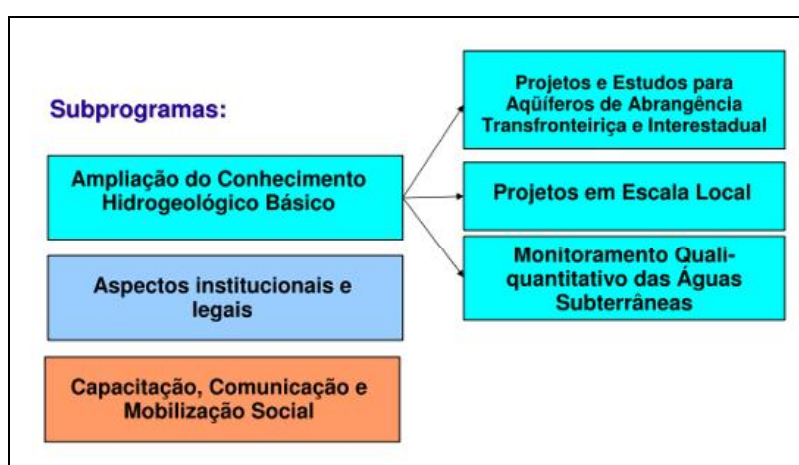 Subprogramas:
Ampliação do Conhecimento
Hidrogeológico Básico
Aspectos institucionais e
legais
Capacitação, Comunicação e
Mobilização Social
Projetos e Estudos para
Aqüíferos de Abrangência
Transfronteiriça e Interestadual
Projetos em Escala Local
Monitoramento Quali-
quantitativo das Águas
Subterrâneas